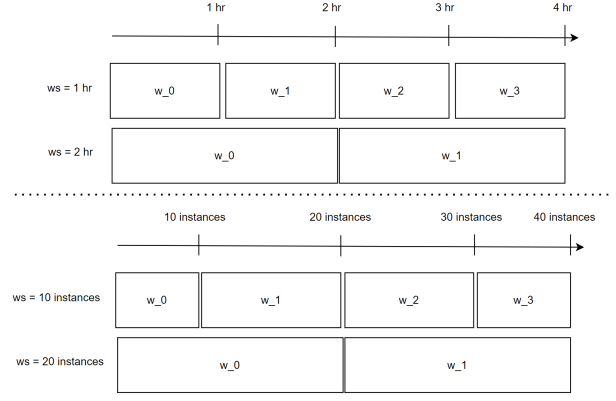 1 hr 2 hr 3 hr 4 hr
ws = 1 hr w_0 w_1 w_2 w_3
ws = 2 hr w_0 w_1
10 instances 20 instances 30 instances 40 instances
ws = 10 instances w_0 w_1 w_2 w_3
ws = 20 instances w_0 w_1